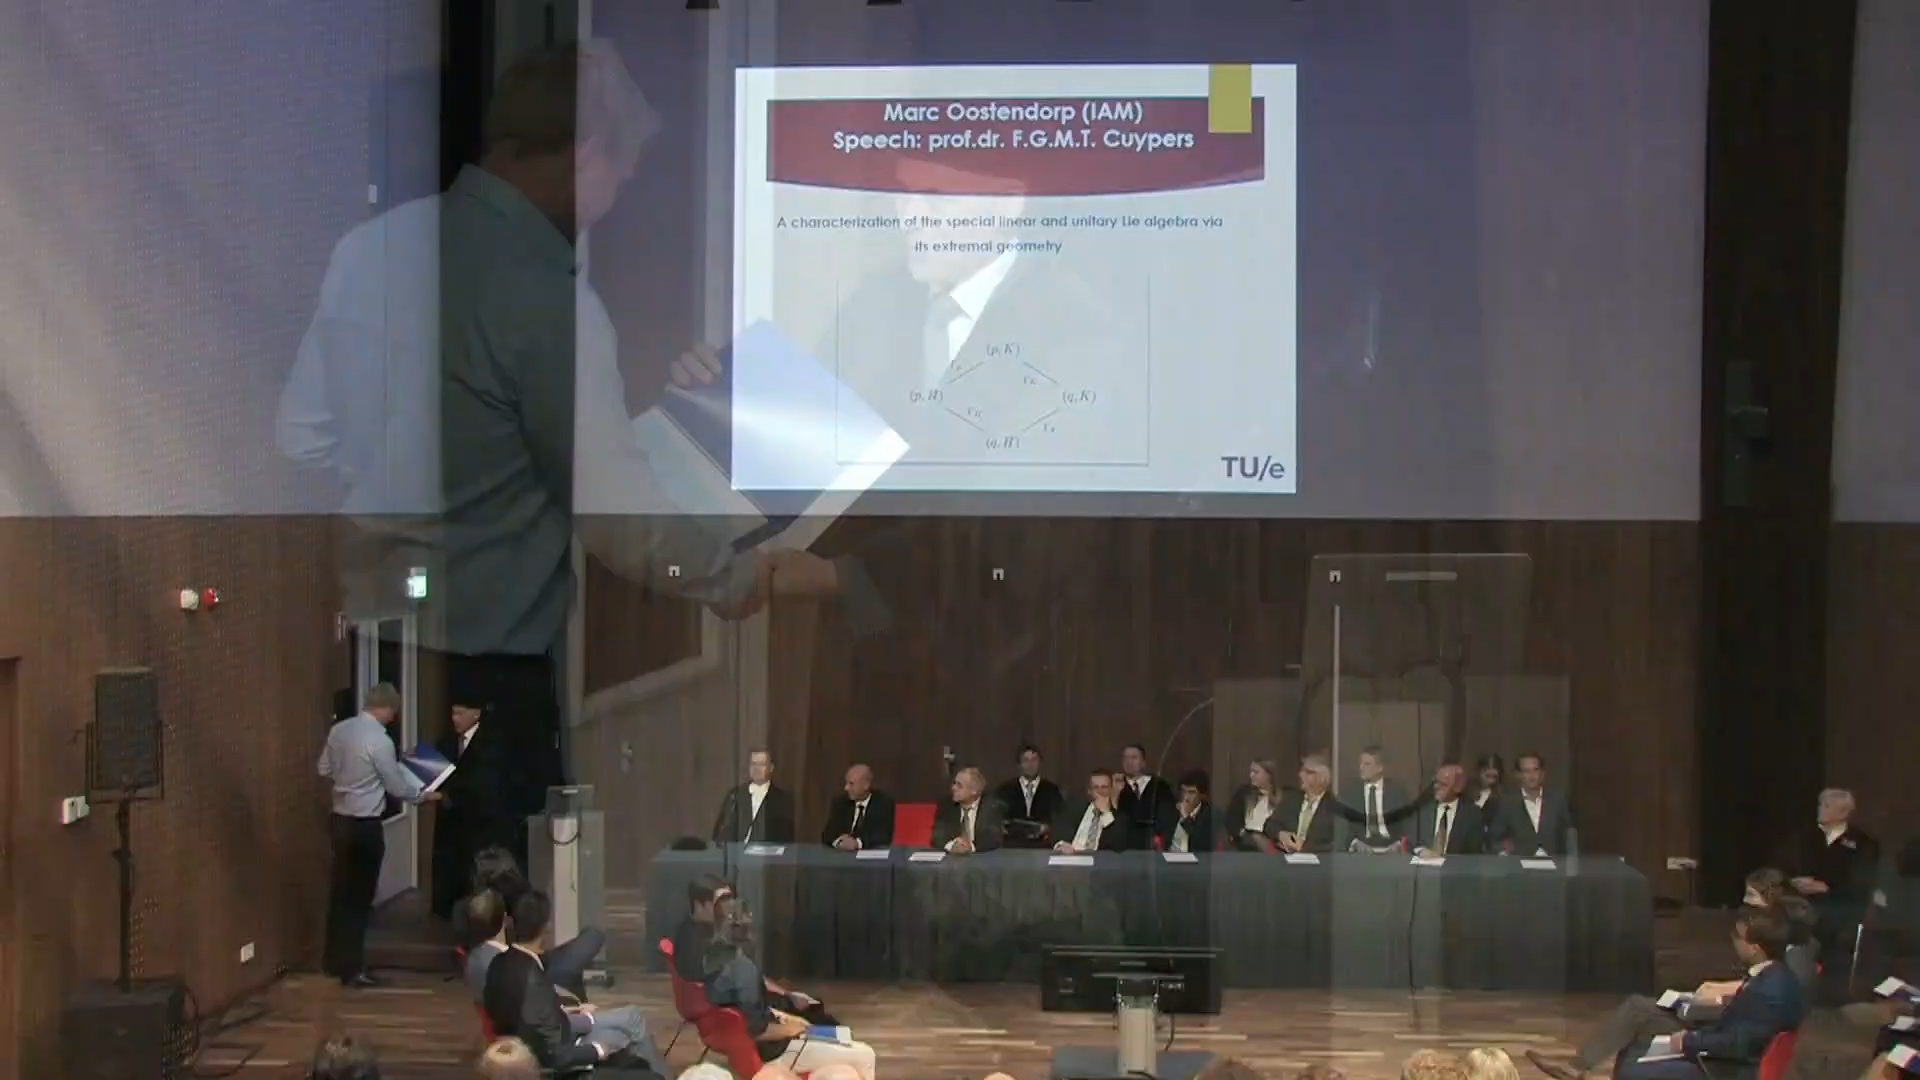 Marc Oostendorp (IAM)
Speech: prof.dr. F.G.M.T. Cuypers
A characterization of the special linear and unitary Lie algebra via
its extremal geometry
(p, K)
(p, H)
(q, K)
(q, H)
TU/e